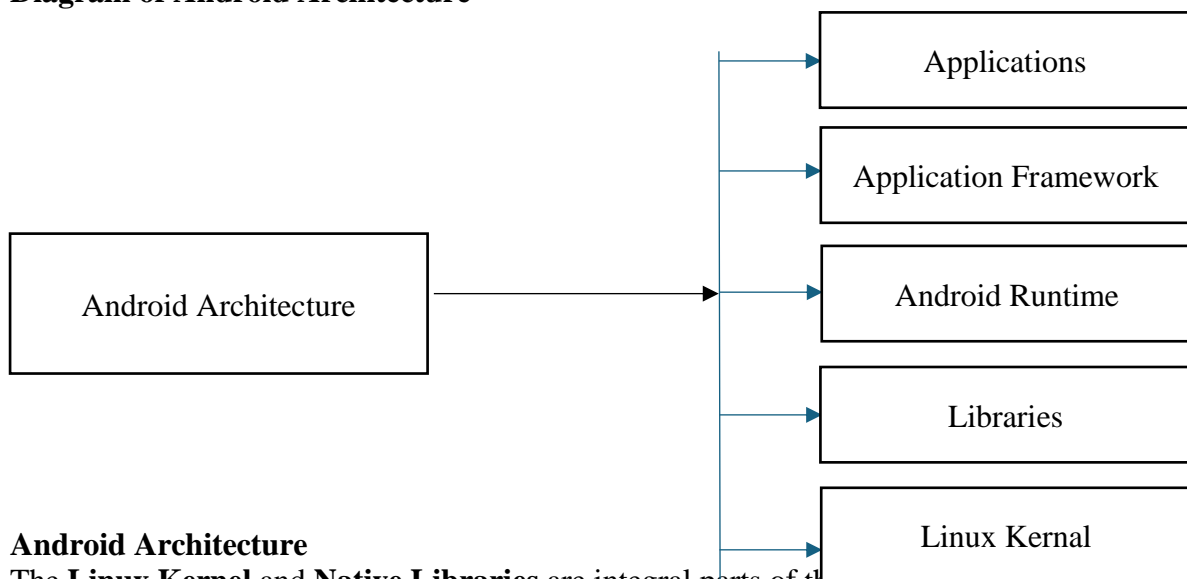 Diagram of Android Architecture
Applications
Application Framework
Android Architecture
Android Runtime
Libraries
Linux Kernal
Android Architecture
The Linux Kernel and Native Libraries are integral parts of